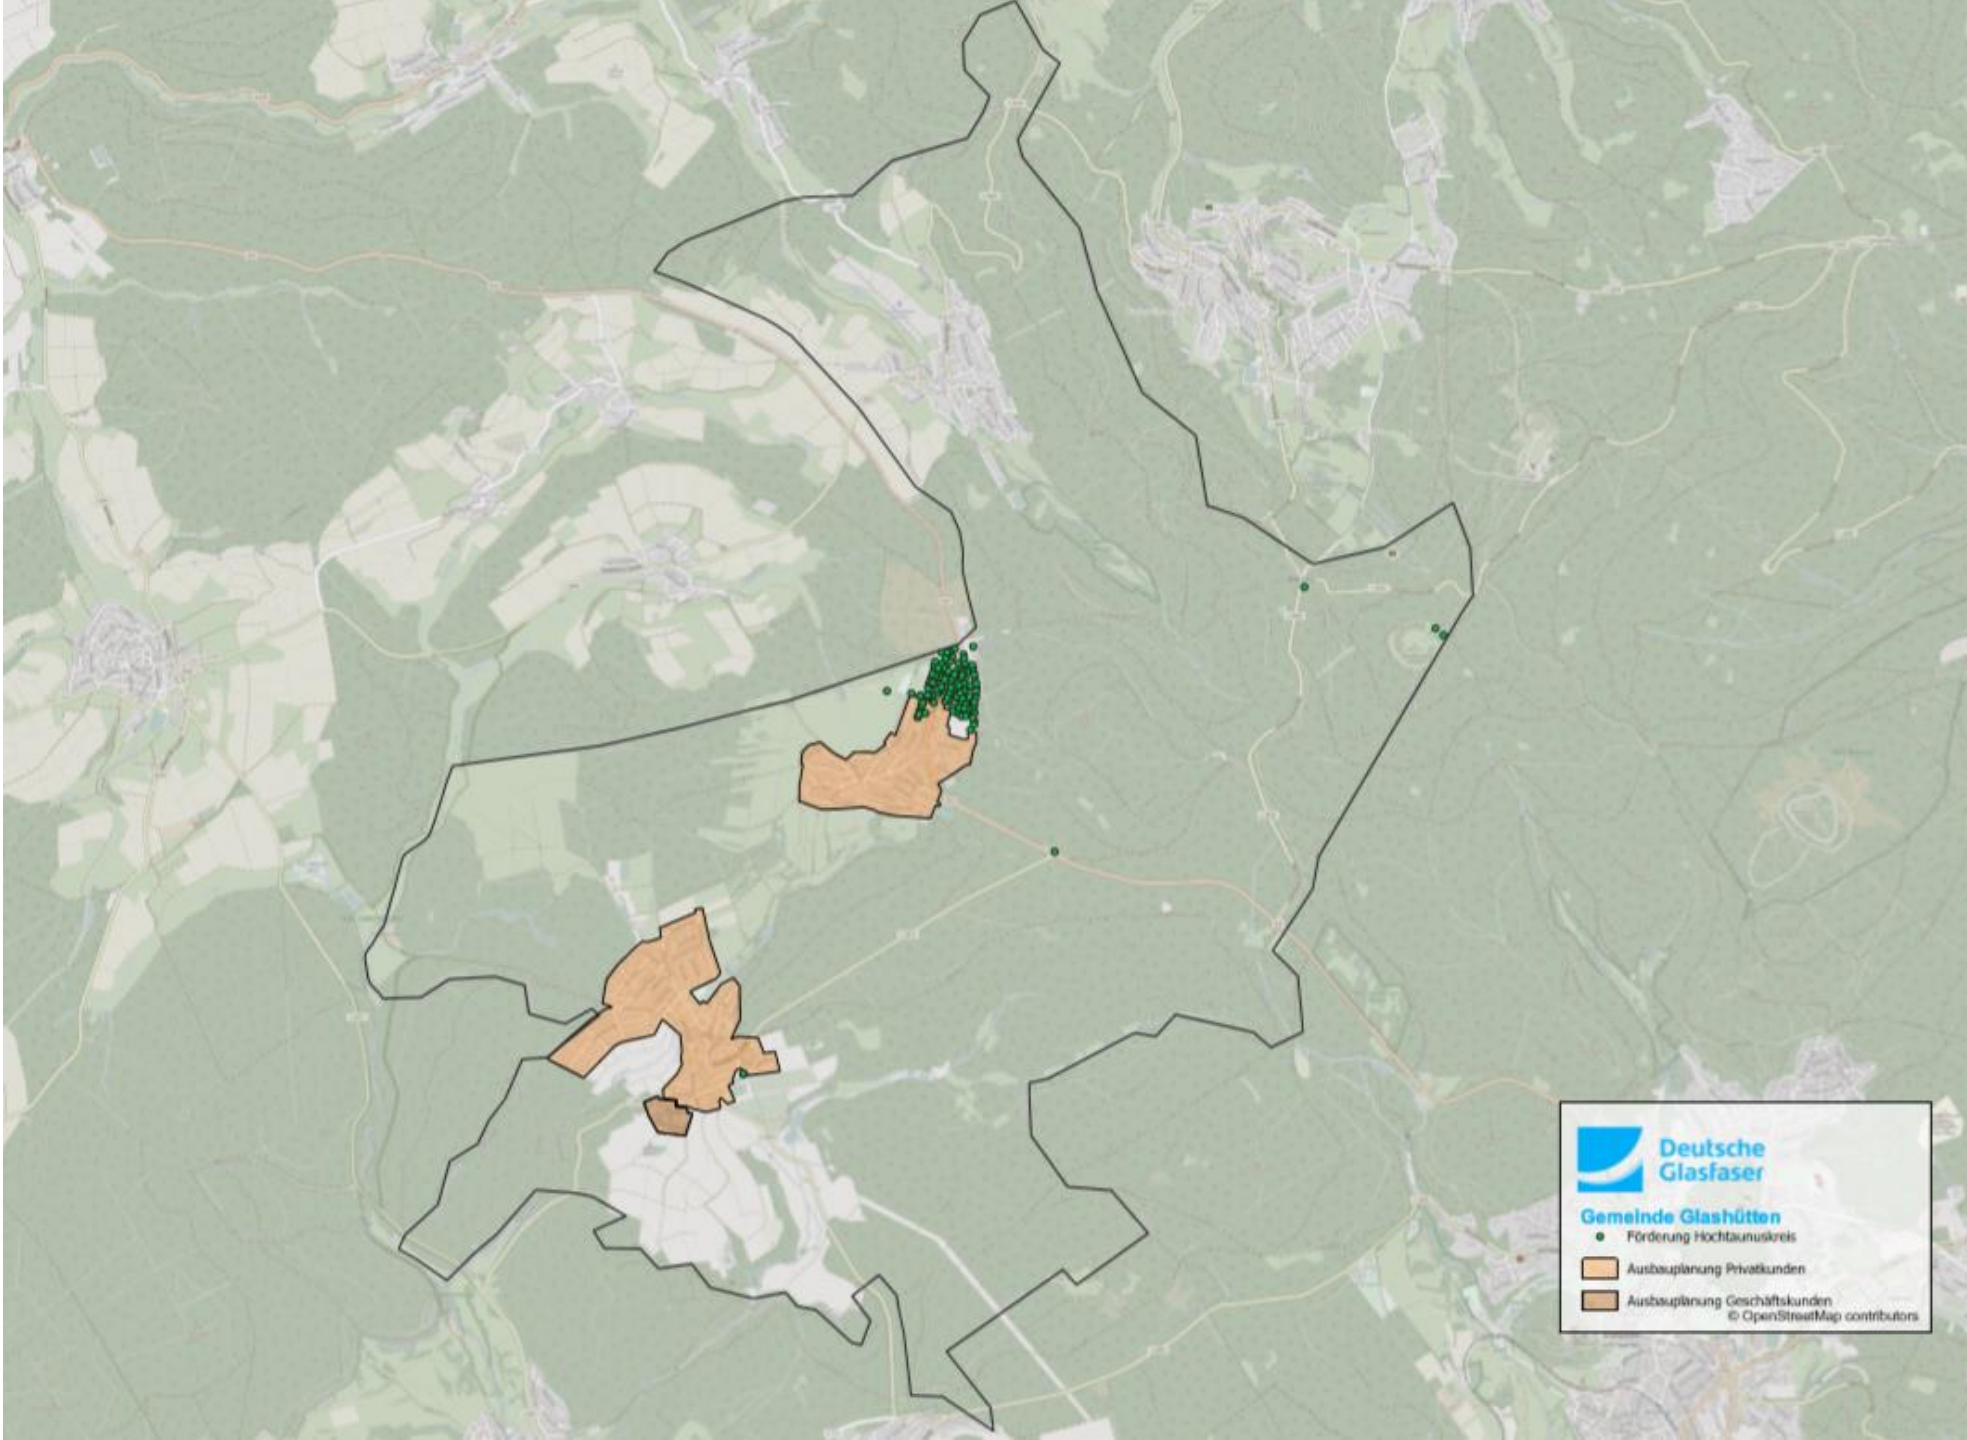 Deutsche
Glasfaser
Gemeinde Glashütten
Förderung Hochtaunuskreis
Ausbauplanung Privatkunden
Ausbauplanung Geschäftskunden
© OpenStreetMap contributors